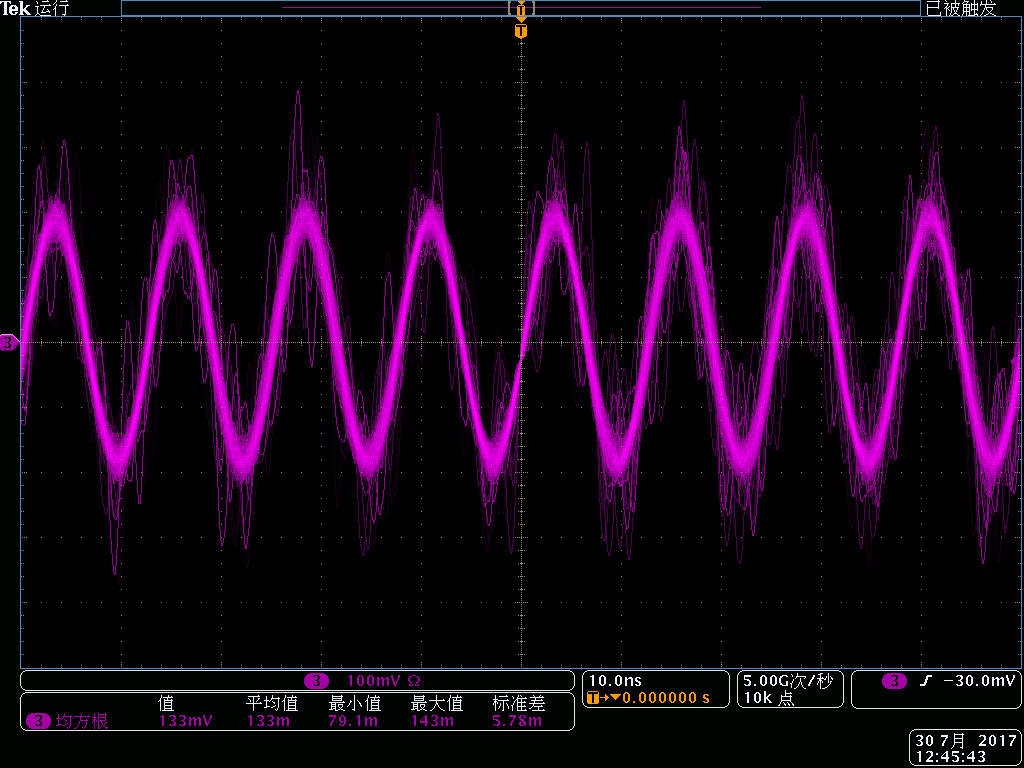 Tek 运行
已被触发
T
T
3
3 100mV Ω
10.0ns
T→▼0.000000 s
5.00G次/秒
10k 点
3 ∫ −30.0mV
值 平均值 最小值 最大值 标准差
3 均方根 133mV 133m 79.1m 143m 5.78m
30 7月 2017
12:45:43